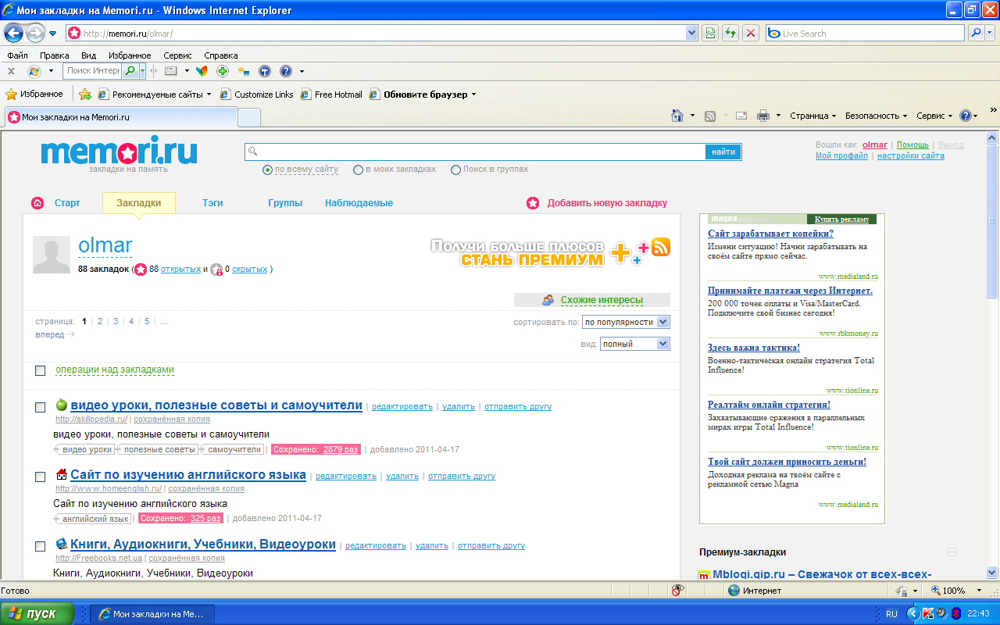 Мои закладки на Memori.ru - Windows Internet Explorer
http://memori.ru/olmar/
Live Search
Файл Правка Вид Избранное Сервис Справка
Поиск Интерн
Избранное Рекомендуемые сайты Customize Links Free Hotmail Обновите браузер
Мои закладки на Memori.ru
Страница Безопасность Сервис
memori.ru
закладки на память
найти
по всему сайту в моих закладках Поиск в группах
Вошли как: olmar | Помощь | Выход
Мой профайл | настройки сайта
Старт Закладки Тэги Группы Наблюдаемые Добавить новую закладку
olmar
88 закладок ( 88 открытых и 0 скрытых )
Получи больше плюсов
СТАНЬ ПРЕМИУМ
Схожие интересы
страница: 1 | 2 | 3 | 4 | 5 | ...
вперед →
сортировать по: по популярности
вид: полный
операции над закладками
видео уроки, полезные советы и самоучители | редактировать | удалить | отправить другу
http://skillopedia.ru/ | сохранённая копия
видео уроки, полезные советы и самоучители
видео уроки полезные советы самоучители | Сохранено: 2879 раз | добавлено 2011-04-17
Сайт по изучению английского языка | редактировать | удалить | отправить другу
http://www.homeenglish.ru/ | сохранённая копия
Сайт по изучению английского языка
английский язык | Сохранено: 325 раз | добавлено 2011-04-17
Книги, Аудиокниги, Учебники, Видеоуроки | редактировать | удалить | отправить другу
http://Freebooks.net.ua | сохранённая копия
Книги, Аудиокниги, Учебники, Видеоуроки
magna Купить рекламу
Сайт зарабатывает копейки?
Измени ситуацию! Начни зарабатывать на
своём сайте прямо сейчас.
www.medialand.ru
Принимайте платежи через Интернет.
200 000 точек оплаты и Visa/MasterCard.
Подключите свой бизнес сегодня!
www.rbkmoney.ru
Здесь важна тактика!
Военно-тактическая онлайн стратегия Total
Influence!
www.tionline.ru
Реалтайм онлайн стратегия!
Захватывающие сражения в параллельных
мирах игры Total Influence!
www.tionline.ru
Твой сайт должен приносить деньги!
Доходная реклама на твоём сайте с
рекламной сетью Magna
www.medialand.ru
Премиум-закладки
Mblogi.qip.ru – Свежачок от всех-всех-
Готово Интернет 100%
пуск Мои закладки на Me... RU 22:43